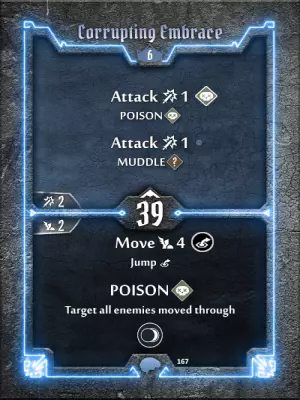 Corrupting Embrace
6
Attack 1
POISON
Attack 1
MUDDLE ?
2
39
2
Move 4
Jump
POISON
Target all enemies moved through
167